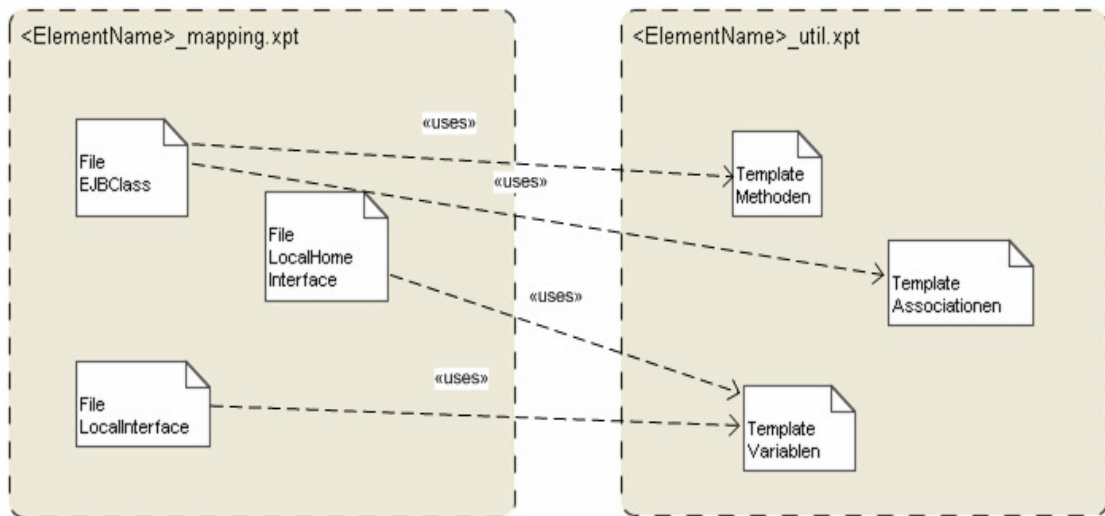 <ElementName>_mapping.xpt
<ElementName>_util.xpt
«uses»
File
EJBClass
Template
Methoden
«uses»
File
LocalHome
Interface
Template
Associationen
«uses»
«uses»
File
LocalInterface
Template
Variablen